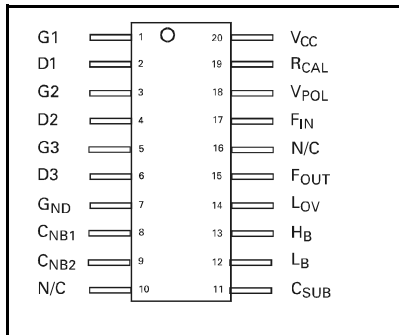 G1 1 20 VCC
D1 2 19 RCAL
G2 3 18 VPOL
D2 4 17 FIN
G3 5 16 N/C
D3 6 15 FOUT
GND 7 14 LOV
CNB1 8 13 HB
CNB2 9 12 LB
N/C 10 11 CSUB